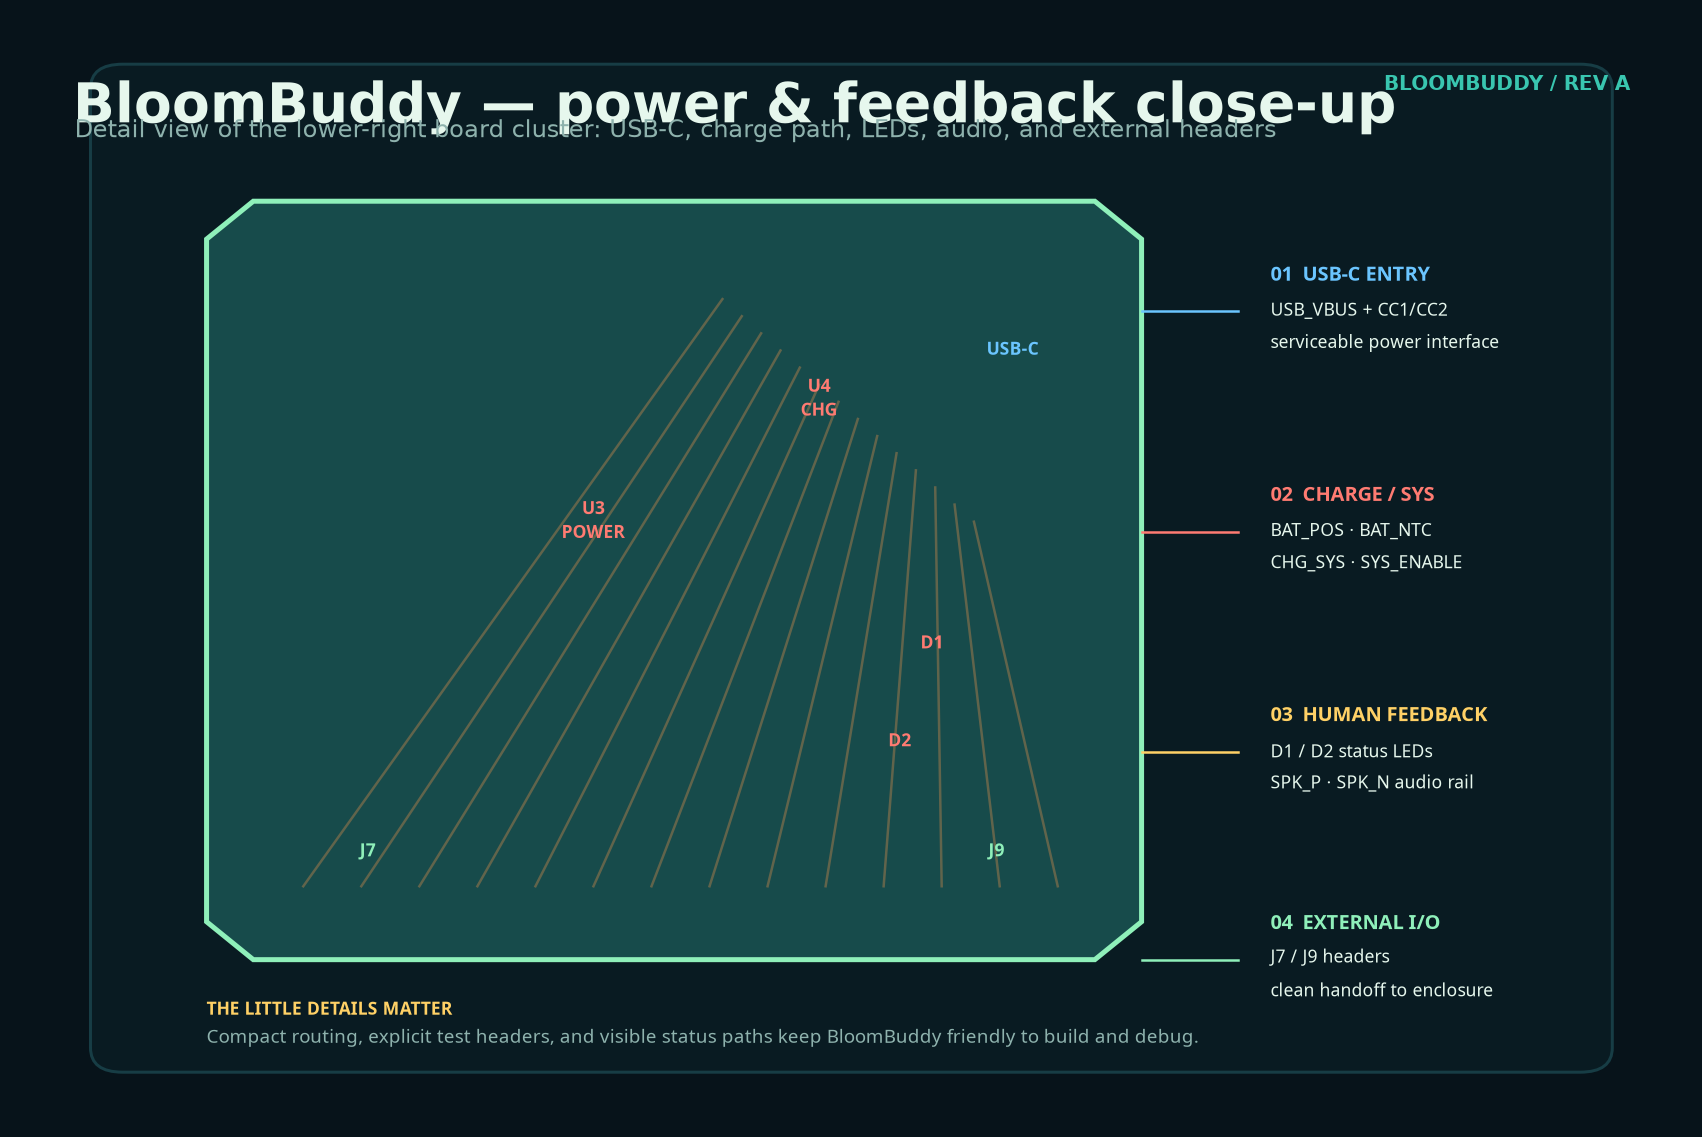 BloomBuddy — power & feedback close-up
BLOOMBUDDY / REV A
Detail view of the lower-right board cluster: USB-C, charge path, LEDs, audio, and external headers
USB-C
U4
CHG
U3
POWER
D1
D2
J7
J9
01 USB-C ENTRY
USB_VBUS + CC1/CC2
serviceable power interface
02 CHARGE / SYS
BAT_POS · BAT_NTC
CHG_SYS · SYS_ENABLE
03 HUMAN FEEDBACK
D1 / D2 status LEDs
SPK_P · SPK_N audio rail
04 EXTERNAL I/O
J7 / J9 headers
clean handoff to enclosure
THE LITTLE DETAILS MATTER
Compact routing, explicit test headers, and visible status paths keep BloomBuddy friendly to build and debug.